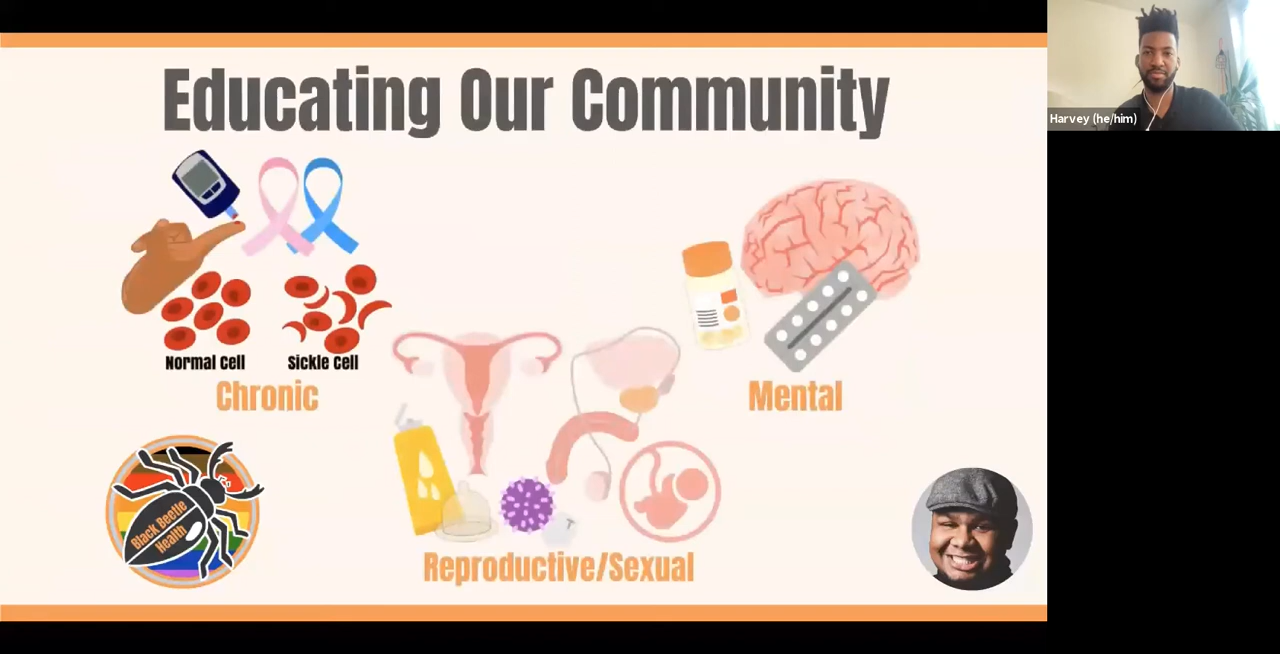 Educating Our Community
Harvey (he/him)
Normal Cell
Sickle Cell
Chronic
Mental
Black Beetle
Health
T
Reproductive/Sexual